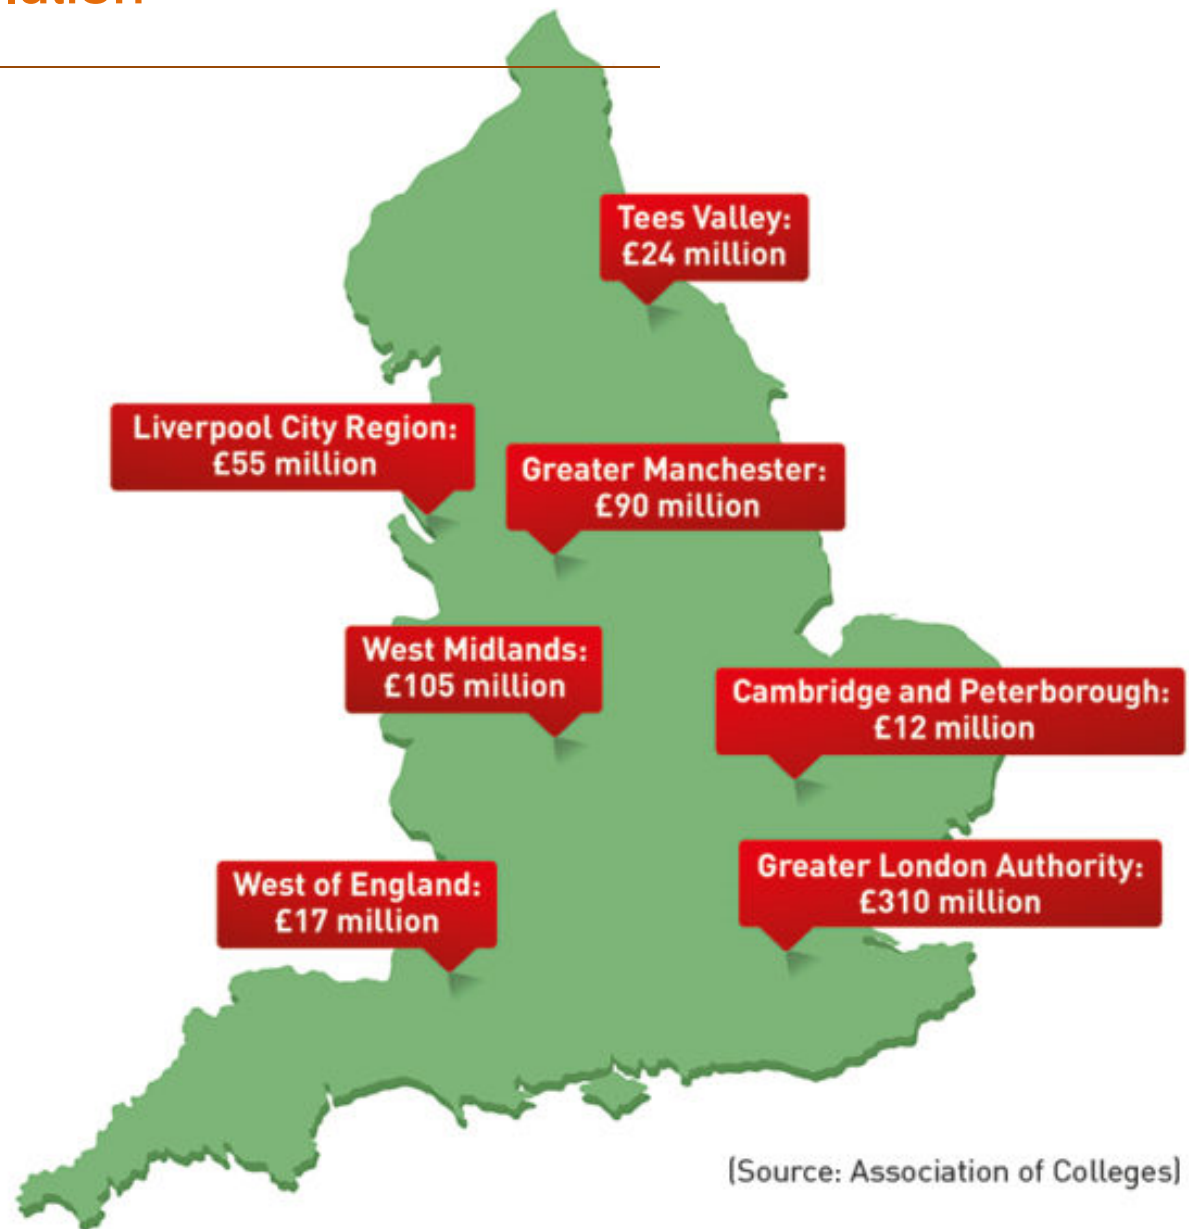 Tees Valley:
£24 million
Liverpool City Region:
£55 million
Greater Manchester:
£90 million
West Midlands:
£105 million
Cambridge and Peterborough:
£12 million
West of England:
£17 million
Greater London Authority:
£310 million
(Source: Association of Colleges)